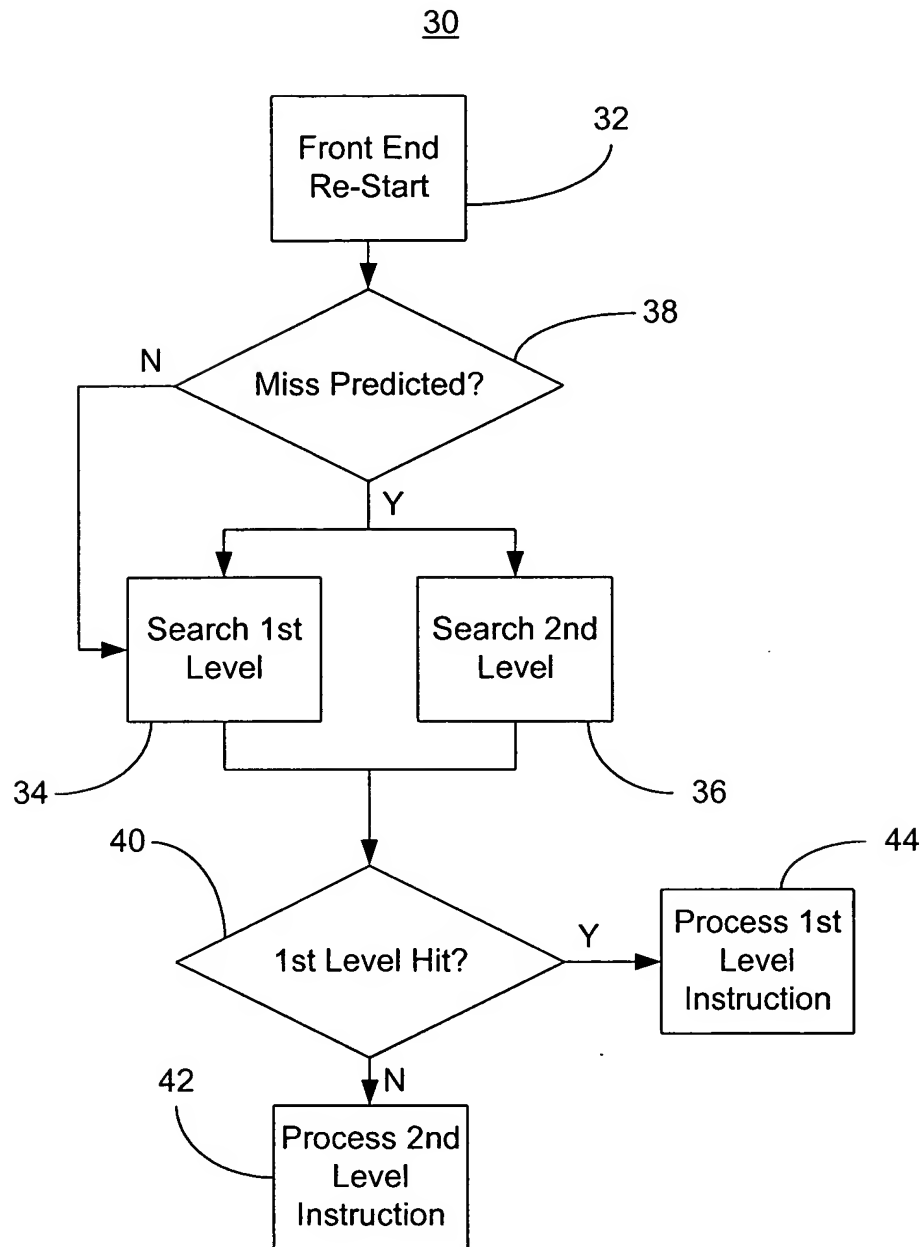 30
Front End
Re-Start
32
38
N
Miss Predicted?
Y
Search 1st
Level
Search 2nd
Level
34
36
40
44
1st Level Hit?
Y
Process 1st
Level
Instruction
42
N
Process 2nd
Level
Instruction